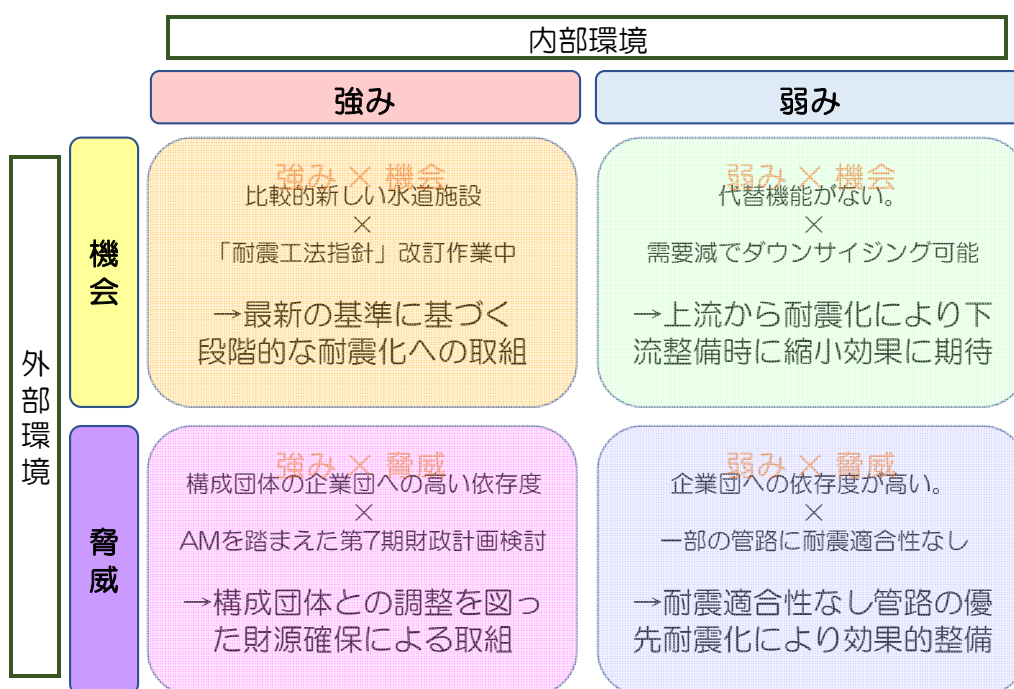 内部環境
強み
弱み
外部環境
機会
強み × 機会
比較的新しい水道施設
×
「耐震工法指針」改訂作業中
→最新の基準に基づく
段階的な耐震化への取組
弱み × 機会
代替機能がない。
×
需要減でダウンサイジング可能
→上流から耐震化により下
流整備時に縮小効果に期待
脅威
強み × 脅威
構成団体の企業団への高い依存度
×
AMを踏まえた第7期財政計画検討
→構成団体との調整を図っ
た財源確保による取組
弱み × 脅威
企業団への依存度が高い。
×
一部の管路に耐震適合性なし
→耐震適合性なし管路の優
先耐震化により効果的整備